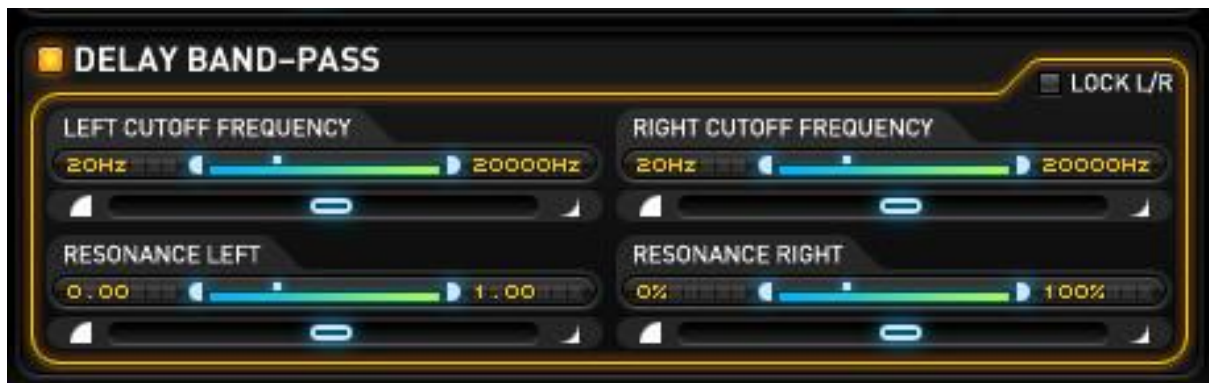 DELAY BAND-PASS
LOCK L/R
LEFT CUTOFF FREQUENCY
20Hz 20000Hz
RIGHT CUTOFF FREQUENCY
20Hz 20000Hz
RESONANCE LEFT
0.00 1.00
RESONANCE RIGHT
0% 100%